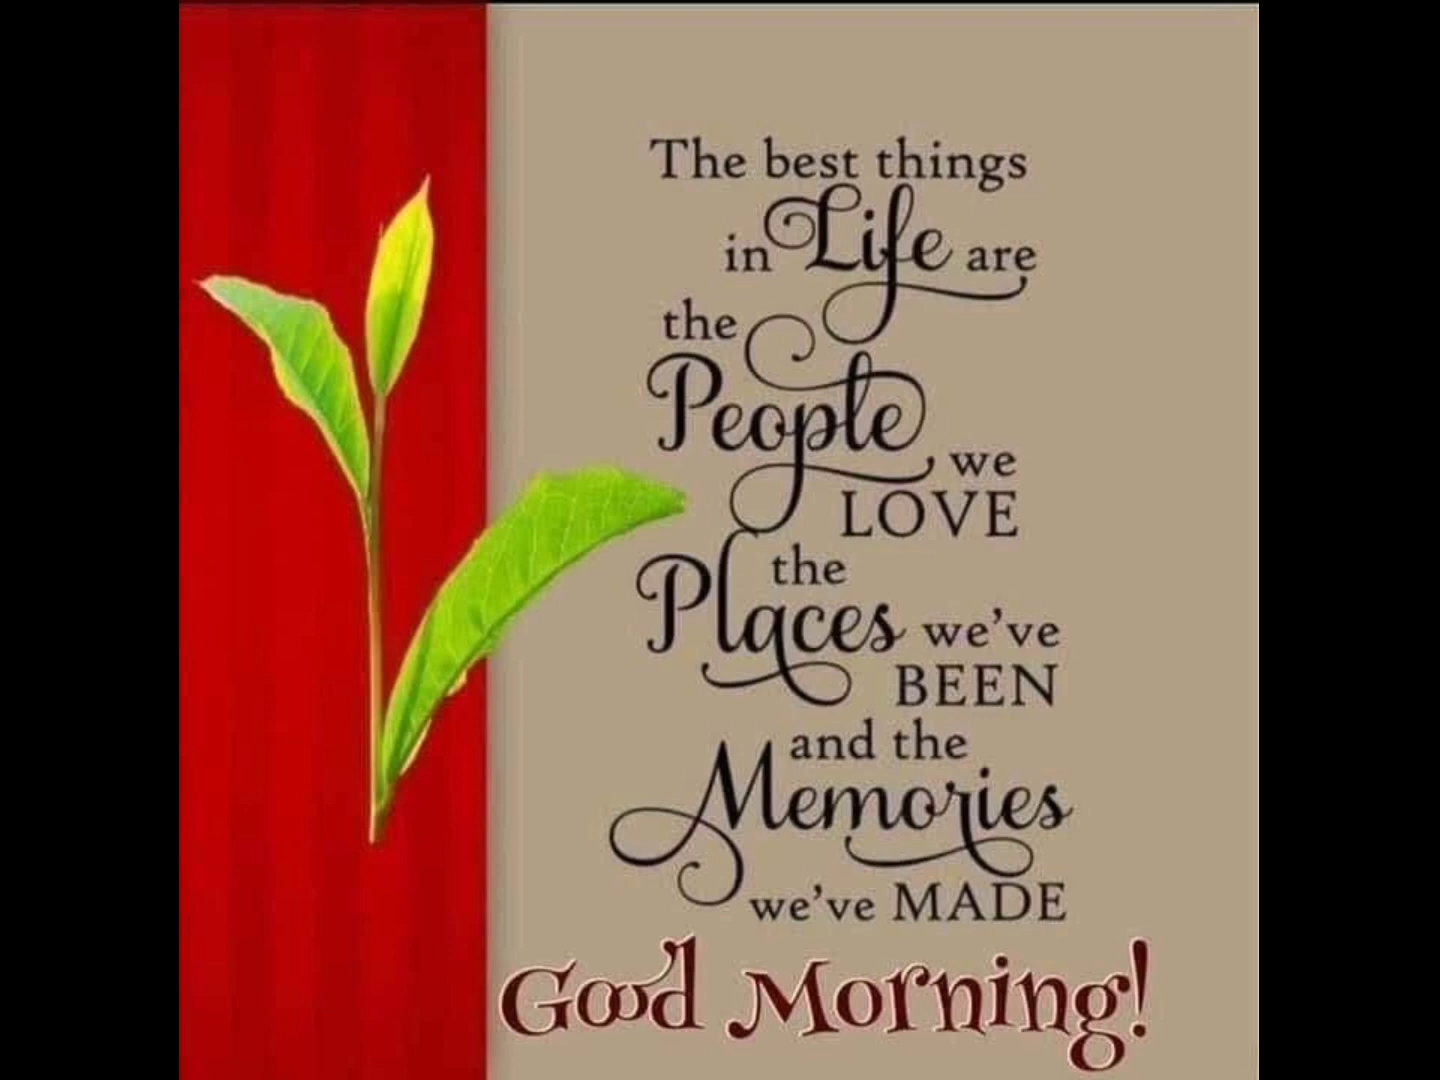 The best things
in Life are
the
People we
LOVE
the
Places we've
BEEN
and the
Memories
we've MADE
Good Morning!